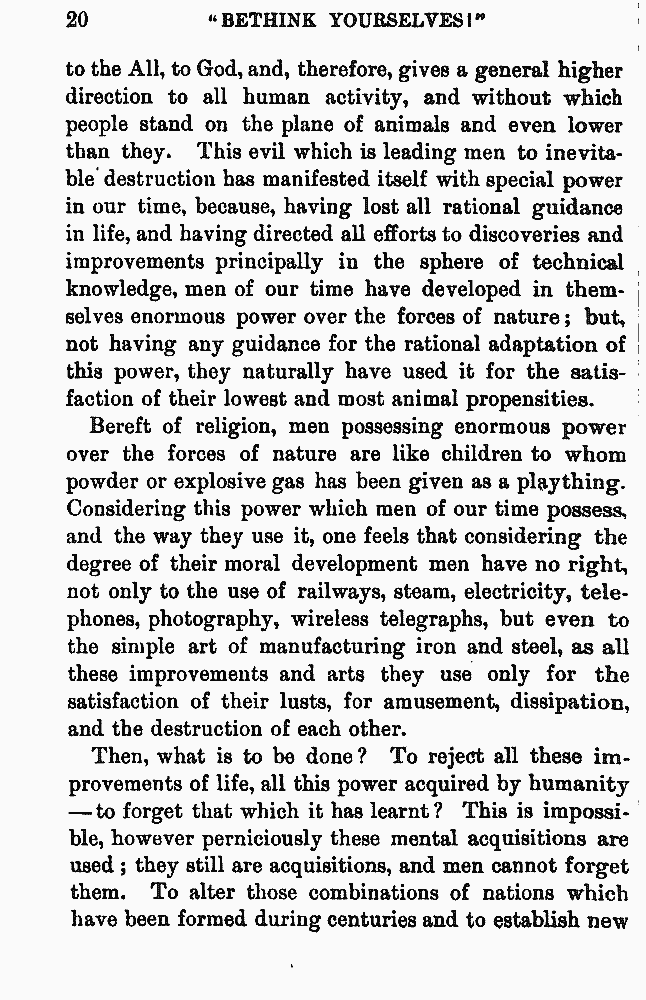 20 "BETHINK YOURSELVES!"
to the All, to God, and, therefore, gives a general higher
direction to all human activity, and without which
people stand on the plane of animals and even lower
than they. This evil which is leading men to inevita-
ble destruction has manifested itself with special power
in our time, because, having lost all rational guidance
in life, and having directed all efforts to discoveries and
improvements principally in the sphere of technical
knowledge, men of our time have developed in them-
selves enormous power over the forces of nature; but,
not having any guidance for the rational adaptation of
this power, they naturally have used it for the satis-
faction of their lowest and most animal propensities.
Bereft of religion, men possessing enormous power
over the forces of nature are like children to whom
powder or explosive gas has been given as a plaything.
Considering this power which men of our time possess,
and the way they use it, one feels that considering the
degree of their moral development men have no right,
not only to the use of railways, steam, electricity, tele-
phones, photography, wireless telegraphs, but even to
the simple art of manufacturing iron and steel, as all
these improvements and arts they use only for the
satisfaction of their lusts, for amusement, dissipation,
and the destruction of each other.
Then, what is to be done? To reject all these im-
provements of life, all this power acquired by humanity
—to forget that which it has learnt? This is impossi-
ble, however perniciously these mental acquisitions are
used; they still are acquisitions, and men cannot forget
them. To alter those combinations of nations which
have been formed during centuries and to establish new